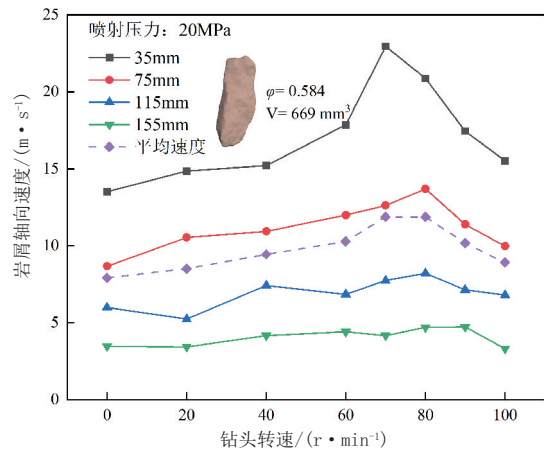 喷射压力：20MPa
35mm
75mm
115mm
155mm
平均速度
φ= 0.584
V= 669 mm³
岩屑轴向速度/(m·s⁻¹)
25
20
15
10
5
0
0 20 40 60 80 100
钻头转速/(r·min⁻¹)